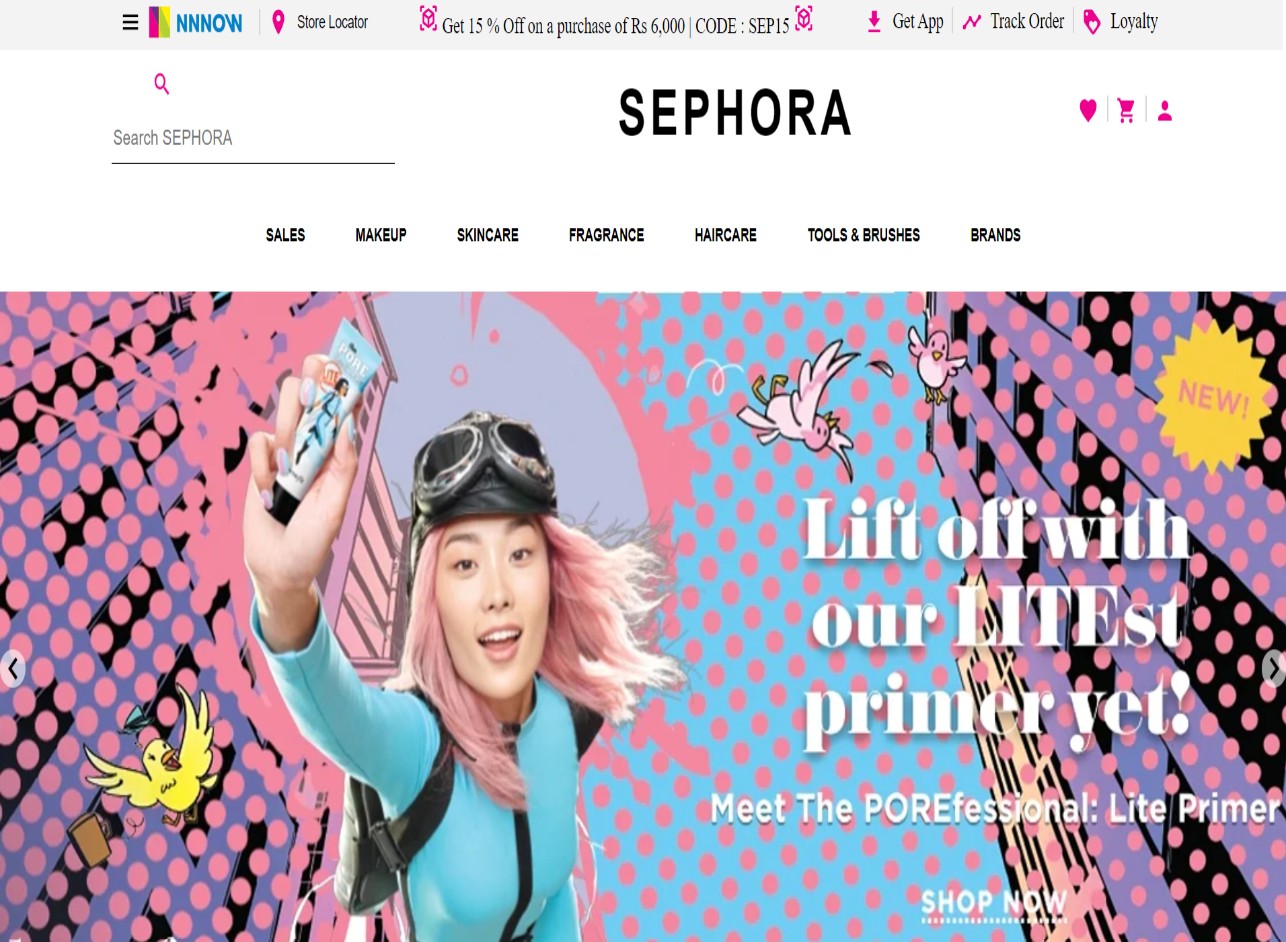 NNNOW
Store Locator
Get 15 % Off on a purchase of Rs 6,000 | CODE : SEP15
Get App
Track Order
Loyalty
Search SEPHORA
SEPHORA
SALES
MAKEUP
SKINCARE
FRAGRANCE
HAIRCARE
TOOLS & BRUSHES
BRANDS
PORE
NEW!
Lift off with
our LITEst
primer yet!
Meet The POREfessional: Lite Primer
SHOP NOW